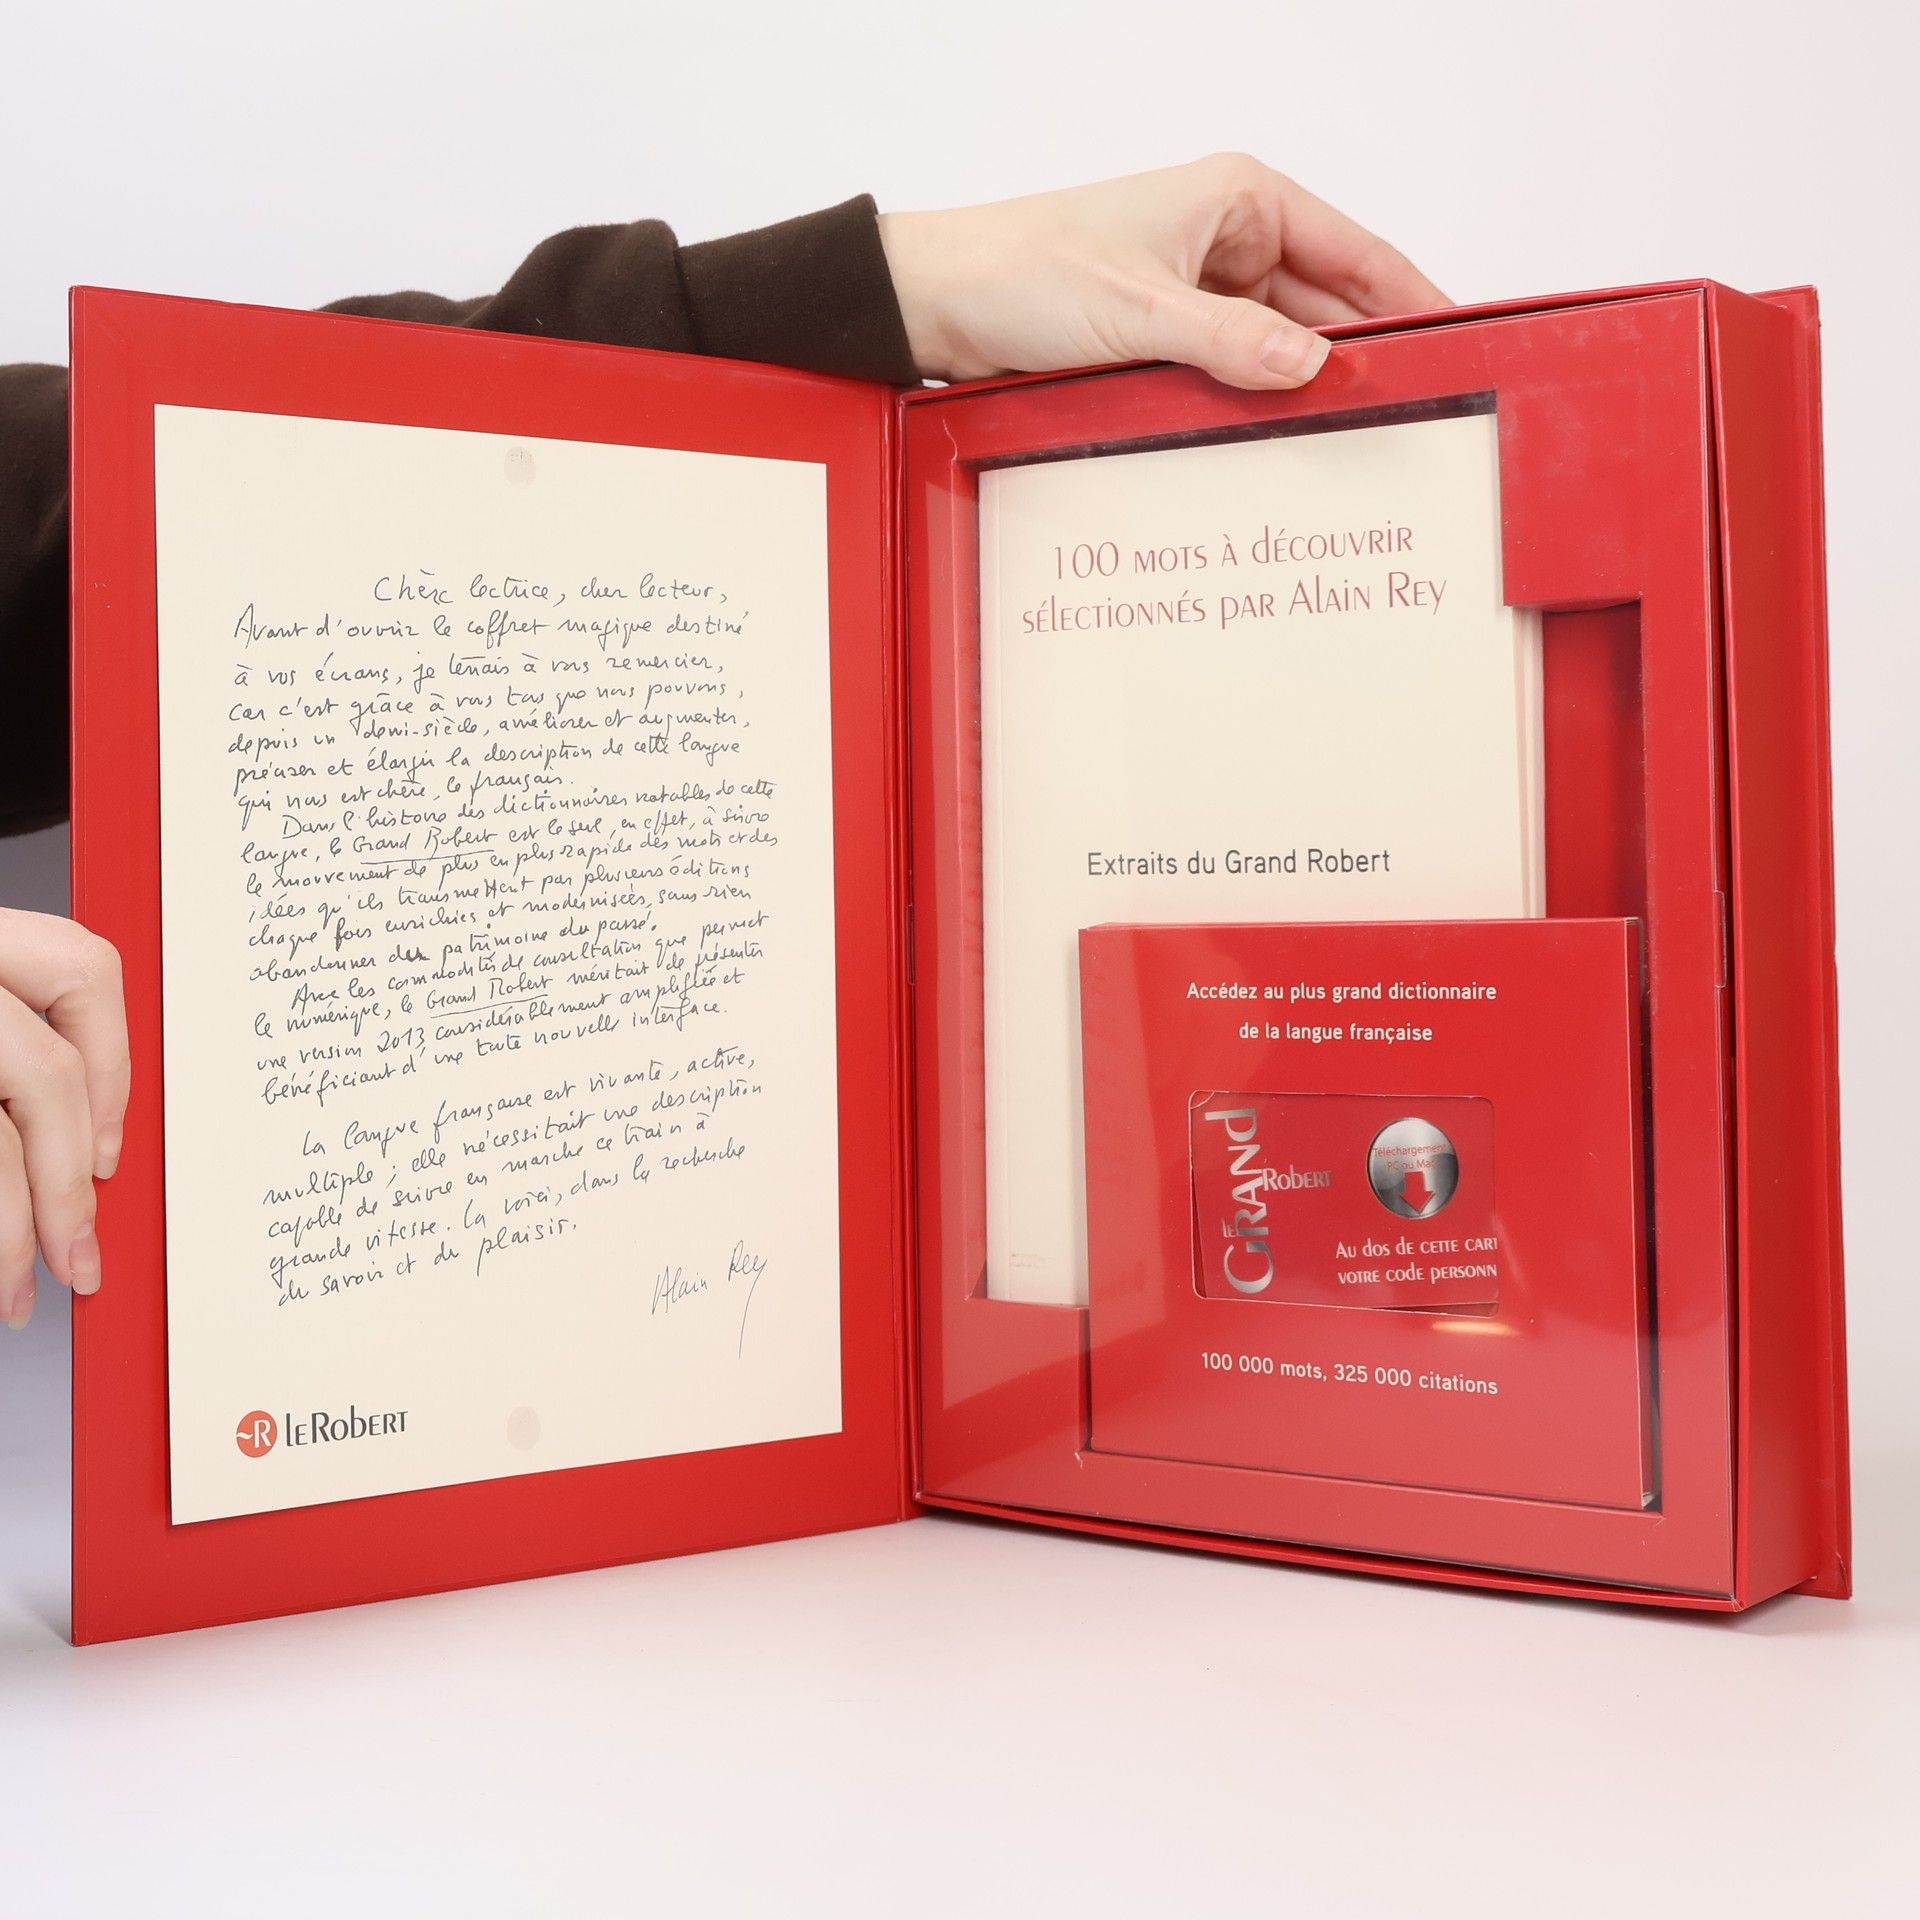 Chère lectrice, cher lecteur,
Avant d'ouvrir le coffret magique destiné
à vos écrans, je tenais à vous remercier,
car c'est grâce à vous tous que nous pouvons,
depuis un demi-siècle, améliorer et augmenter,
préciser et élargir la description de cette langue
qui nous est chère, le français.
Dans l'histoire des dictionnaires notables de cette
langue, le Grand Robert est le seul, en effet, à suivre
le mouvement de plus en plus rapide des mots et des
idées qu'ils transmettent par plusieurs éditions
chaque fois enrichies et modernisées, sans rien
abandonner du patrimoine du passé.
Avec les commodités de consultation que permet
le numérique, le Grand Robert méritait de présenter
une version 2013 considérablement amplifiée et
bénéficiant d'une toute nouvelle interface.
La langue française est vivante, active,
multiple ; elle nécessitait une description
capable de suivre en marche ce train à
grande vitesse. La voici, dans la recherche
du savoir et du plaisir.
Alain Rey
~R LE ROBERT
100 MOTS À DÉCOUVRIR
SÉLECTIONNÉS PAR ALAIN REY
Extraits du Grand Robert
Accédez au plus grand dictionnaire
de la langue française
LE GRAND
ROBERT
Téléchargement
PC ou Mac
AU DOS DE CETTE CART
VOTRE CODE PERSONN
100 000 mots, 325 000 citations